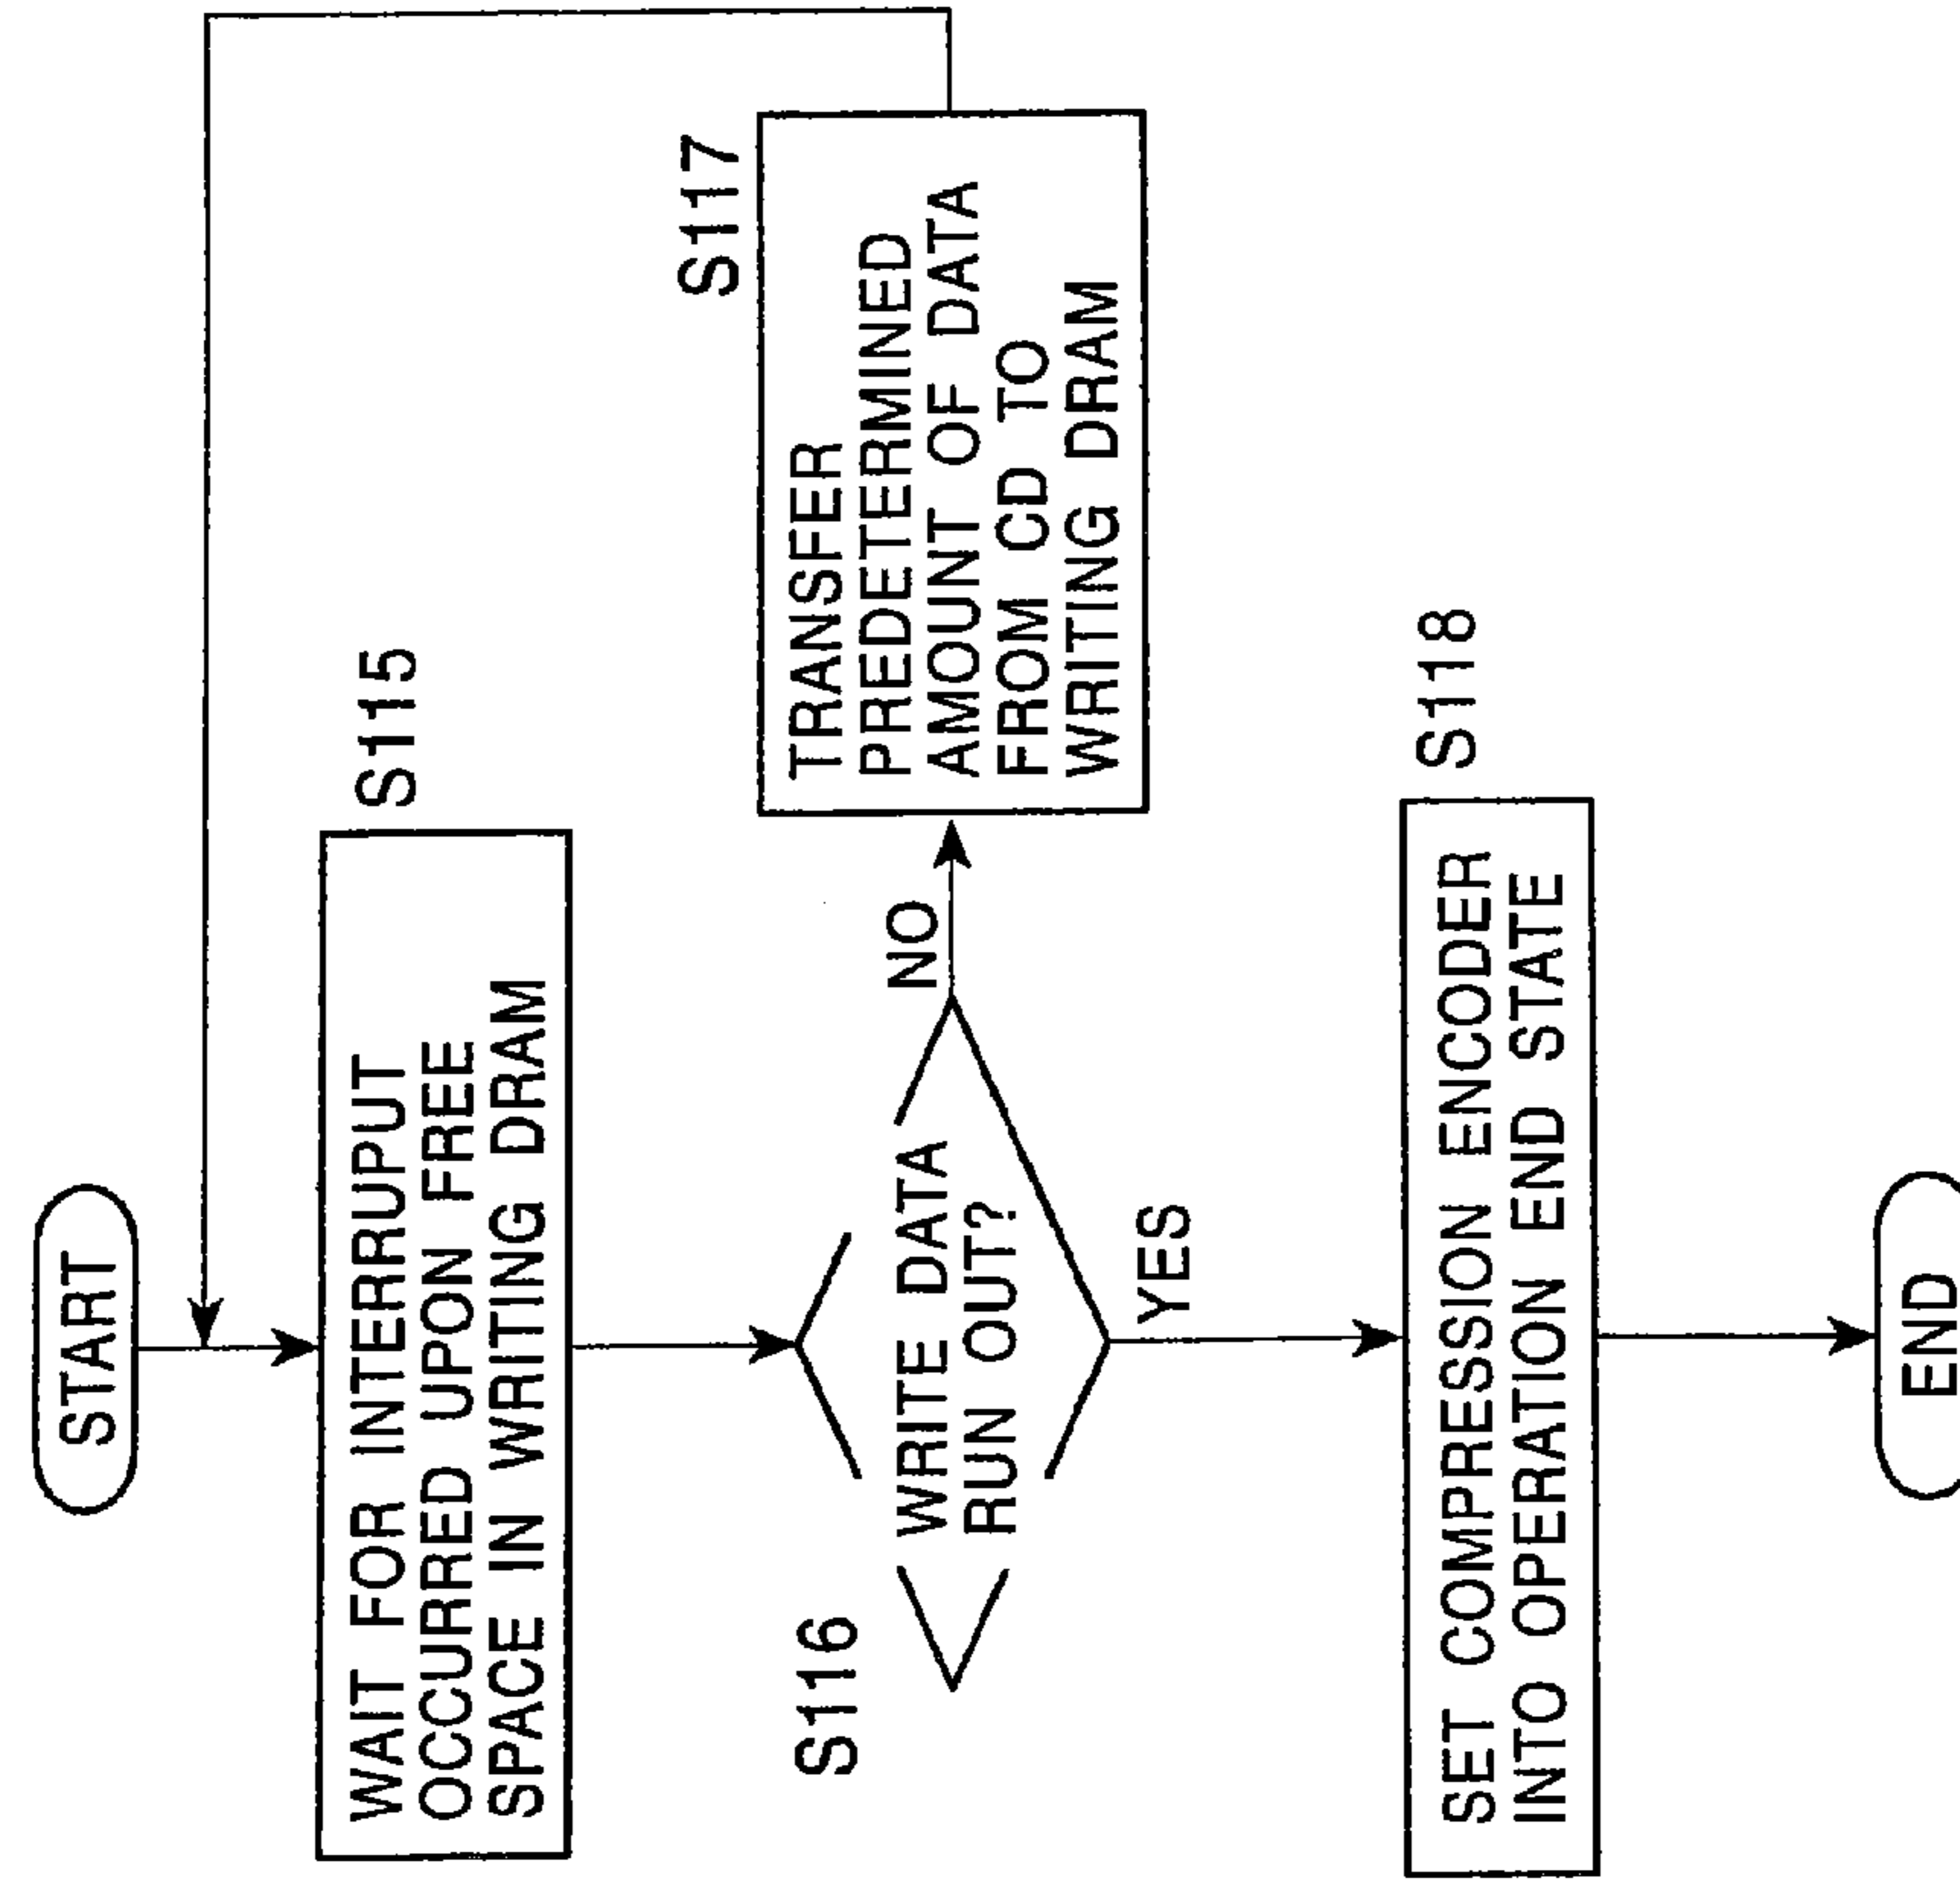 START
S115
WAIT FOR INTERRUPUT
OCCURRED UPON FREE
SPACE IN WRITING DRAM
S116
WRITE DATA
RUN OUT?
NO
S117
TRANSFER
PREDETERMINED
AMOUNT OF DATA
FROM CD TO
WRITING DRAM
YES
S118
SET COMPRESSION ENCODER
INTO OPERATION END STATE
END